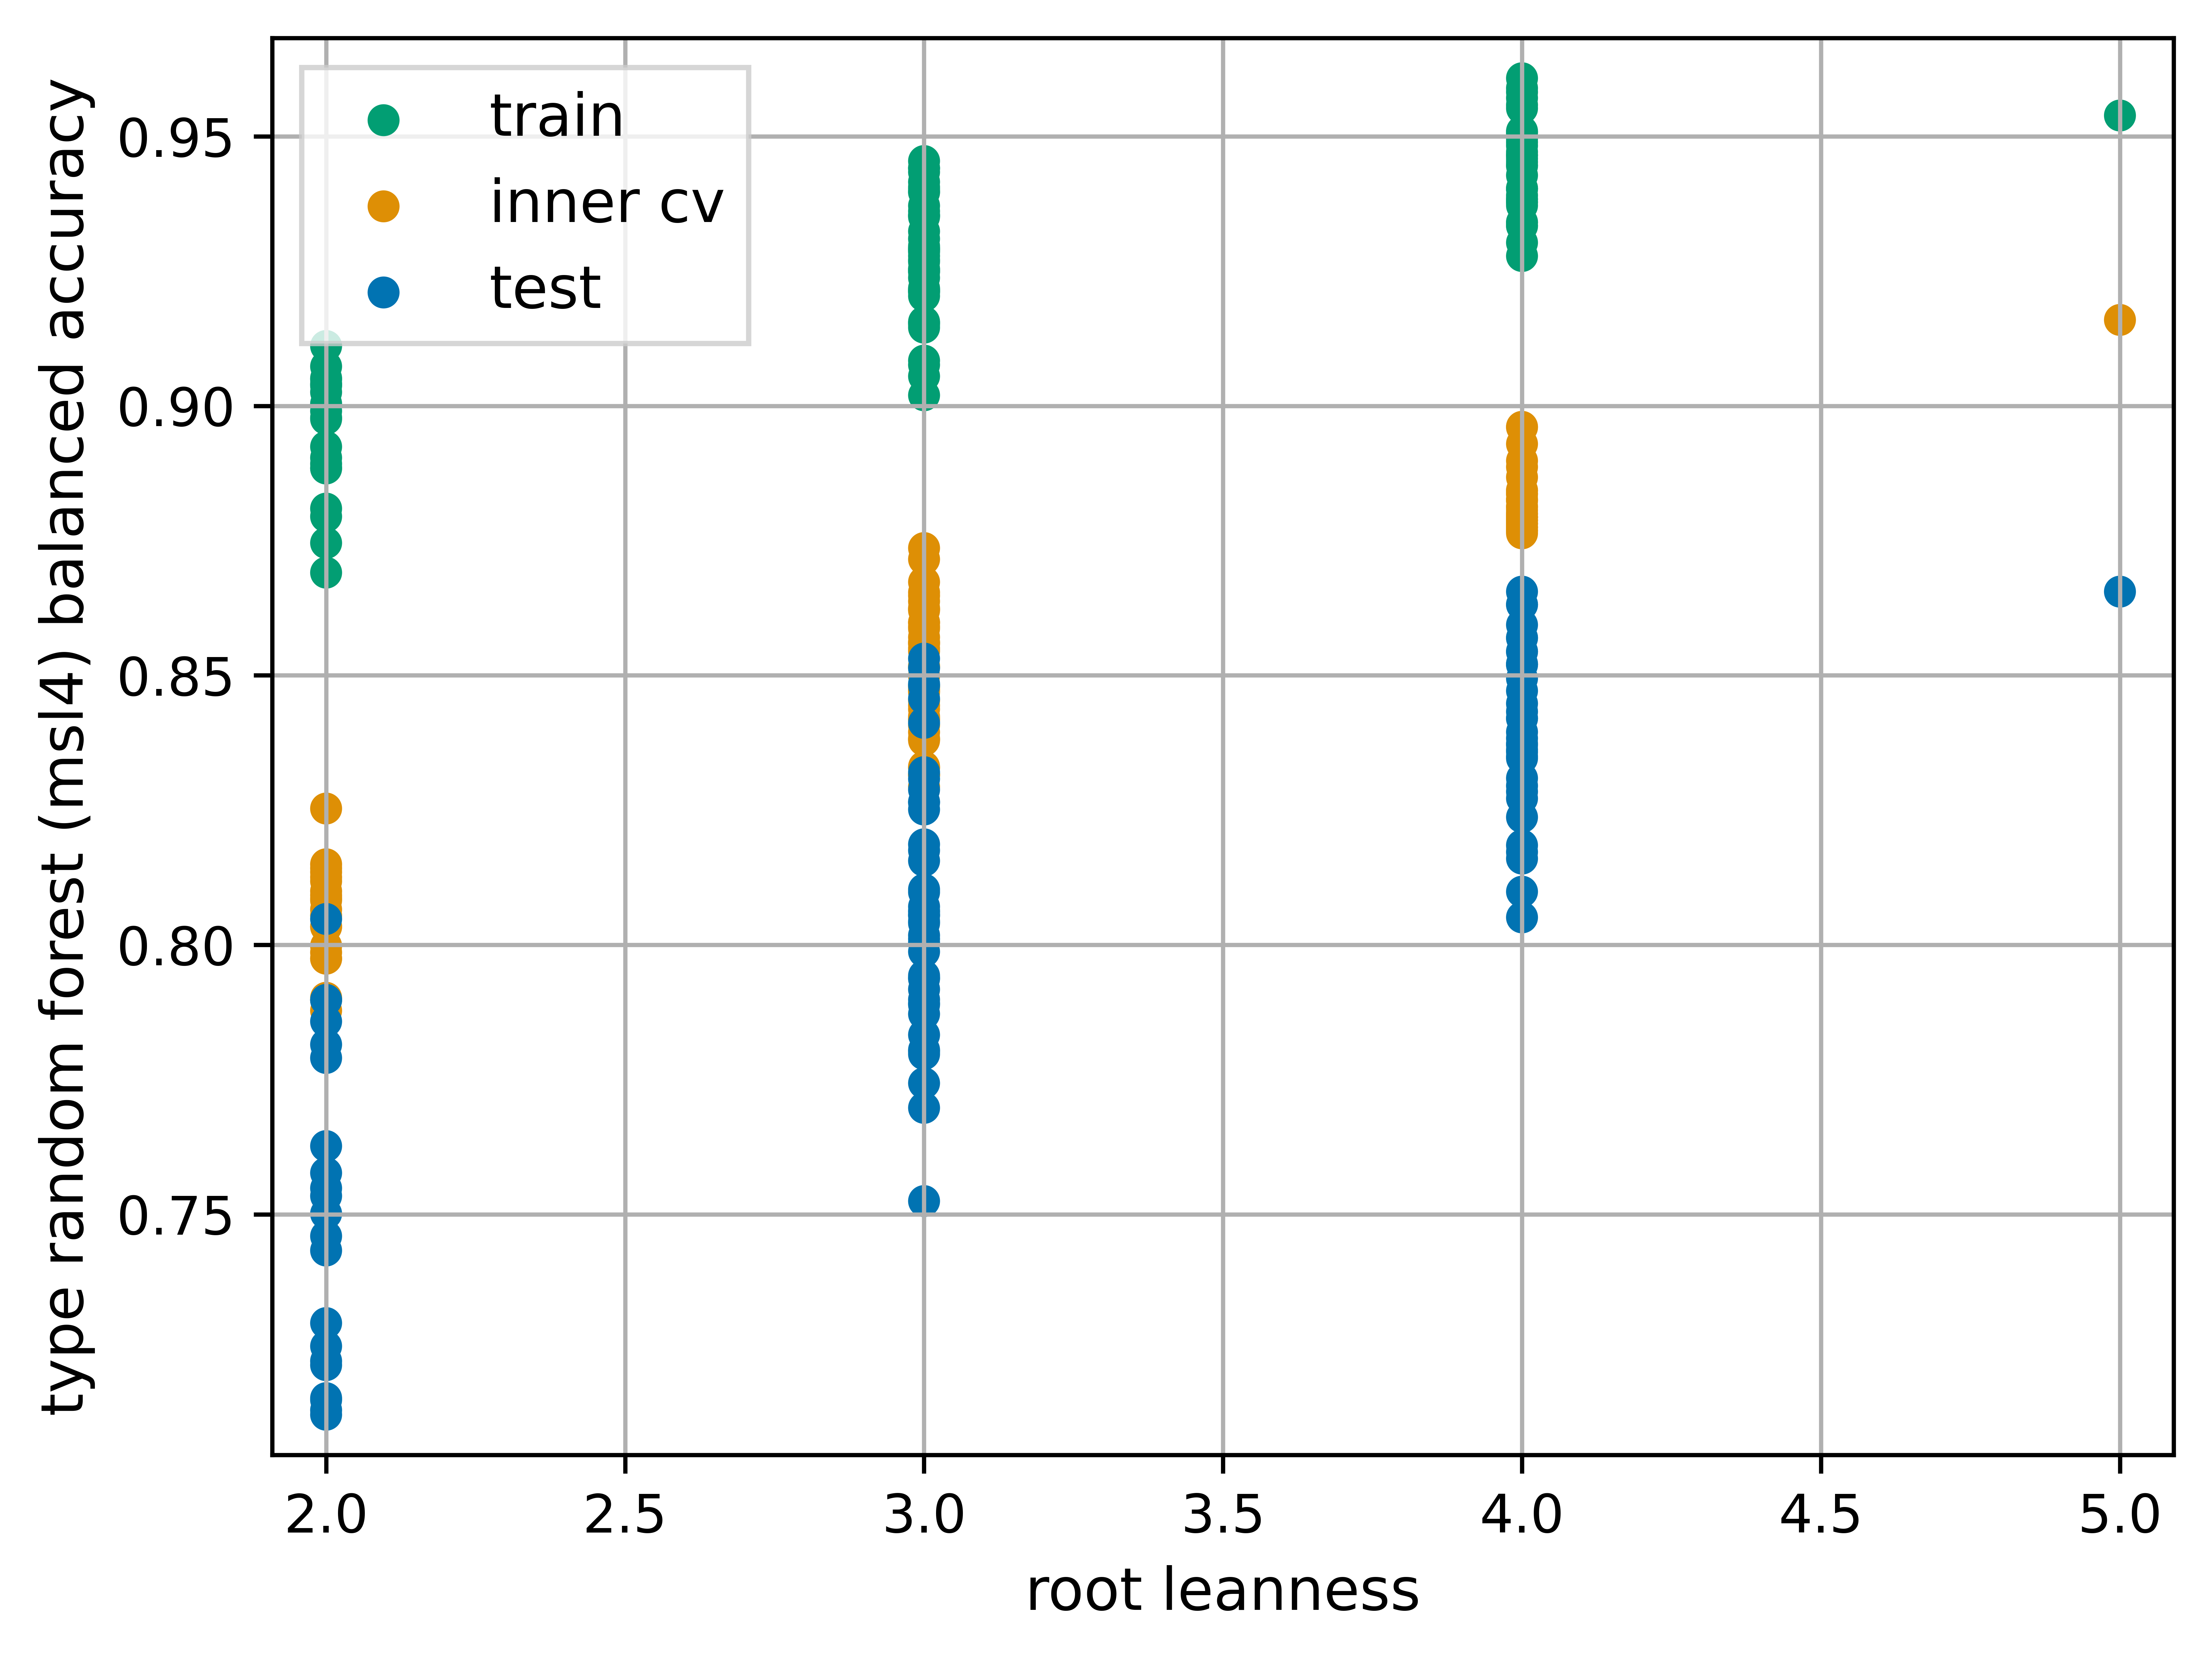 type random forest (msl4) balanced accuracy
0.95
0.90
0.85
0.80
0.75
train
inner cv
test
2.0 2.5 3.0 3.5 4.0 4.5 5.0
root leanness